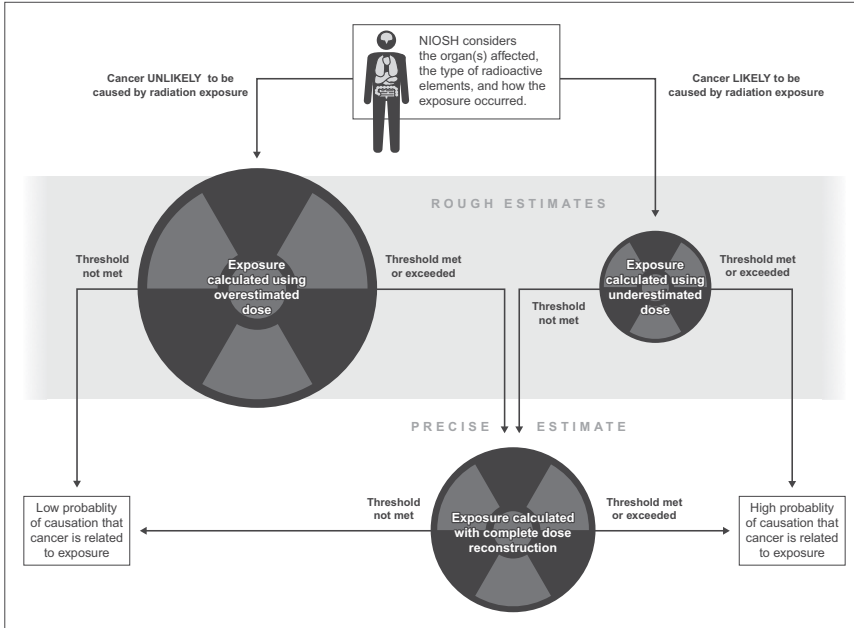 NIOSH considers
the organ(s) affected,
the type of radioactive
elements, and how the
exposure occurred.
Cancer UNLIKELY to be
caused by radiation exposure
Cancer LIKELY to be
caused by radiation exposure
ROUGH ESTIMATES
Threshold
not met
Exposure
calculated using
overestimated
dose
Threshold met
or exceeded
Threshold
not met
Exposure
calculated using
underestimated
dose
Threshold met
or exceeded
PRECISE ESTIMATE
Low probablity
of causation that
cancer is related
to exposure
Threshold
not met
Exposure calculated
with complete dose
reconstruction
Threshold met
or exceeded
High probablity
of causation that
cancer is related
to exposure